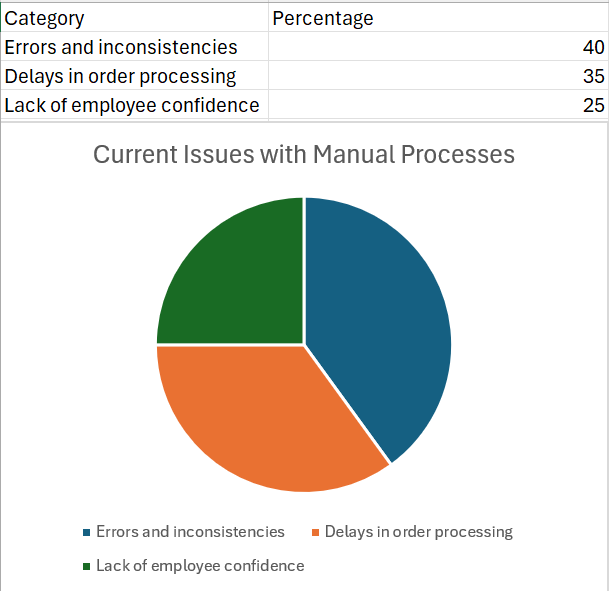 Category Percentage
Errors and inconsistencies 40
Delays in order processing 35
Lack of employee confidence 25
Current Issues with Manual Processes
Errors and inconsistencies Delays in order processing
Lack of employee confidence